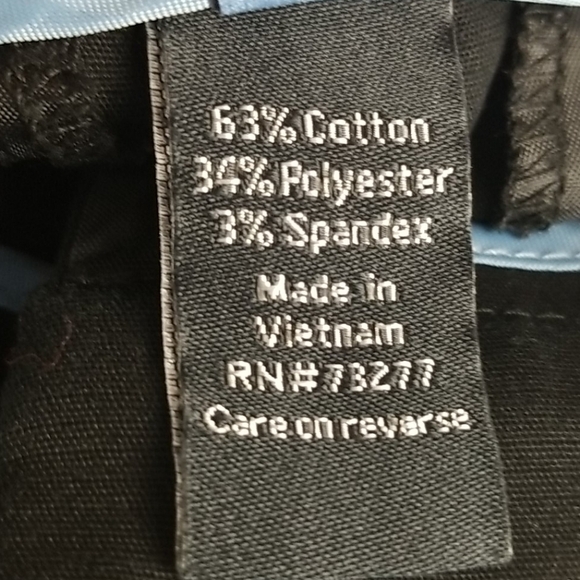 63% Cotton
34% Polyester
3% Spandex
Made in
Vietnam
RN#73277
Care on reverse